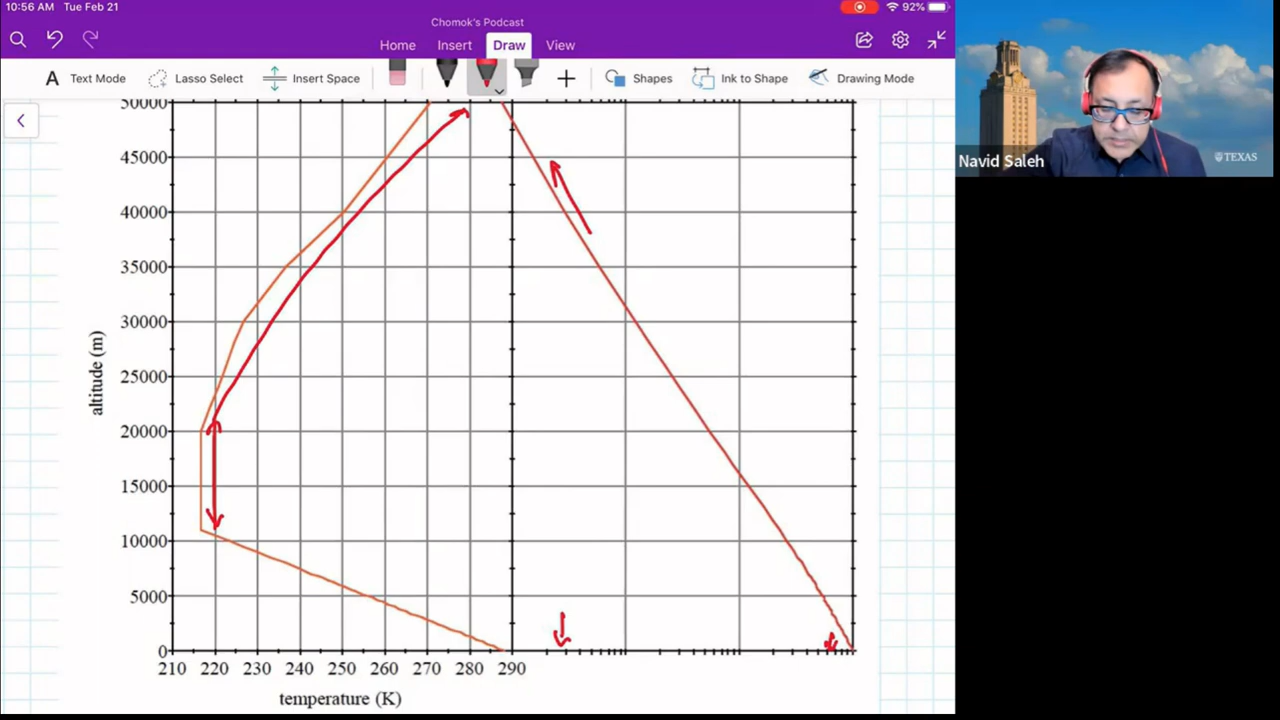 10:56 AM Tue Feb 21
92%
Chomok's Podcast
Home Insert Draw View
A Text Mode Lasso Select Insert Space Shapes Ink to Shape Drawing Mode
Navid Saleh
TEXAS
50000
45000
40000
35000
30000
25000
20000
15000
10000
5000
0
altitude (m)
210 220 230 240 250 260 270 280 290
temperature (K)